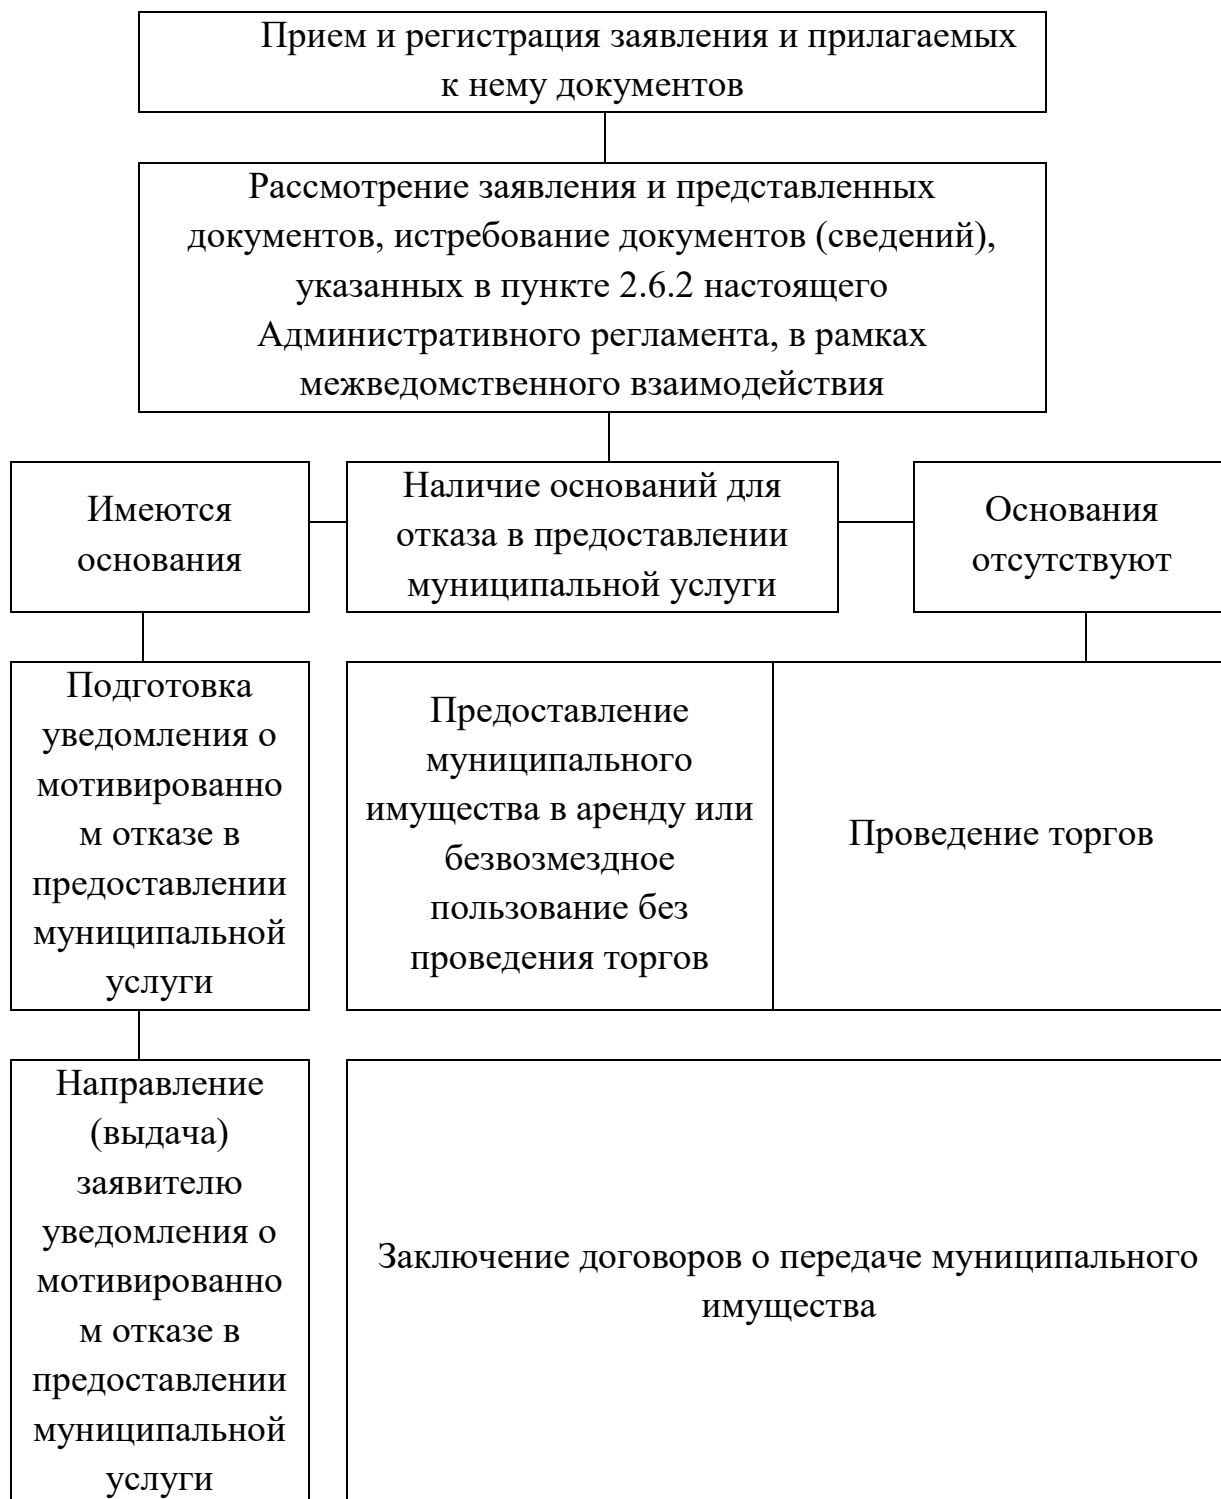 Прием и регистрация заявления и прилагаемых
к нему документов
Рассмотрение заявления и представленных
документов, истребование документов (сведений),
указанных в пункте 2.6.2 настоящего
Административного регламента, в рамках
межведомственного взаимодействия
Имеются
основания
Наличие оснований для
отказа в предоставлении
муниципальной услуги
Основания
отсутствуют
Подготовка
уведомления о
мотивированно
м отказе в
предоставлении
муниципальной
услуги
Предоставление
муниципального
имущества в аренду или
безвозмездное
пользование без
проведения торгов
Проведение торгов
Направление
(выдача)
заявителю
уведомления о
мотивированно
м отказе в
предоставлении
муниципальной
услуги
Заключение договоров о передаче муниципального
имущества